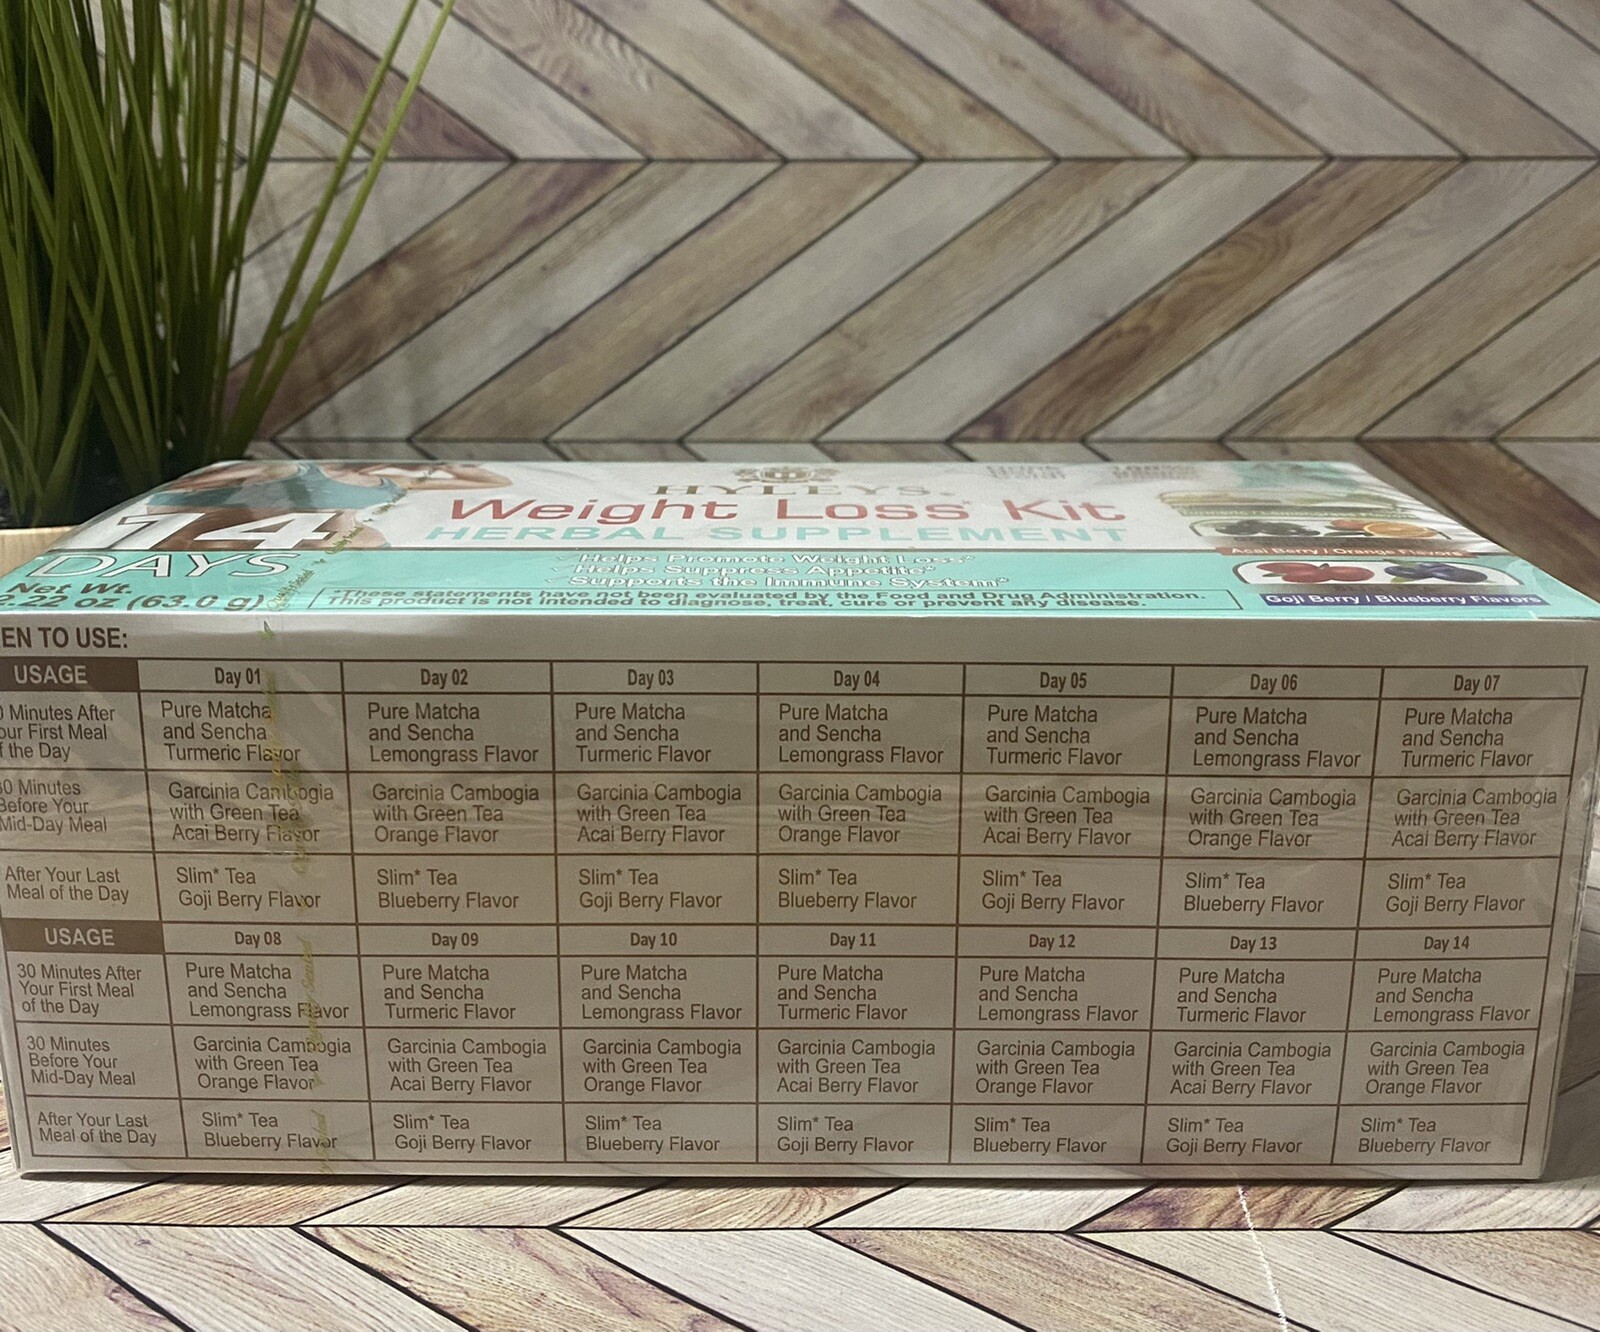 HYLEYS®
Weight Loss* Kit
HERBAL SUPPLEMENT
14
DAYS
Net Wt.
2.22 oz (63.0 g)
Helps Promote Weight Loss*
Helps Suppress Appetite*
Supports the Immune System*
*These statements have not been evaluated by the Food and Drug Administration.
This product is not intended to diagnose, treat, cure or prevent any disease.
Acai Berry / Orange Flavors
Goji Berry / Blueberry Flavors
EN TO USE:
USAGE Day 01 Day 02 Day 03 Day 04 Day 05 Day 06 Day 07
0 Minutes After Pure Matcha Pure Matcha Pure Matcha Pure Matcha Pure Matcha Pure Matcha Pure Matcha
our First Meal and Sencha and Sencha and Sencha and Sencha and Sencha and Sencha and Sencha
f the Day Turmeric Flavor Lemongrass Flavor Turmeric Flavor Lemongrass Flavor Turmeric Flavor Lemongrass Flavor Turmeric Flavor
30 Minutes Garcinia Cambogia Garcinia Cambogia Garcinia Cambogia Garcinia Cambogia Garcinia Cambogia Garcinia Cambogia Garcinia Cambogia
Before Your with Green Tea with Green Tea with Green Tea with Green Tea with Green Tea with Green Tea with Green Tea
Mid-Day Meal Acai Berry Flavor Orange Flavor Acai Berry Flavor Orange Flavor Acai Berry Flavor Orange Flavor Acai Berry Flavor
After Your Last Slim* Tea Slim* Tea Slim* Tea Slim* Tea Slim* Tea Slim* Tea Slim* Tea
Meal of the Day Goji Berry Flavor Blueberry Flavor Goji Berry Flavor Blueberry Flavor Goji Berry Flavor Blueberry Flavor Goji Berry Flavor
USAGE Day 08 Day 09 Day 10 Day 11 Day 12 Day 13 Day 14
30 Minutes After Pure Matcha Pure Matcha Pure Matcha Pure Matcha Pure Matcha Pure Matcha Pure Matcha
Your First Meal and Sencha and Sencha and Sencha and Sencha and Sencha and Sencha and Sencha
of the Day Lemongrass Flavor Turmeric Flavor Lemongrass Flavor Turmeric Flavor Lemongrass Flavor Turmeric Flavor Lemongrass Flavor
30 Minutes Garcinia Cambogia Garcinia Cambogia Garcinia Cambogia Garcinia Cambogia Garcinia Cambogia Garcinia Cambogia Garcinia Cambogia
Before Your with Green Tea with Green Tea with Green Tea with Green Tea with Green Tea with Green Tea with Green Tea
Mid-Day Meal Orange Flavor Acai Berry Flavor Orange Flavor Acai Berry Flavor Orange Flavor Acai Berry Flavor Orange Flavor
After Your Last Slim* Tea Slim* Tea Slim* Tea Slim* Tea Slim* Tea Slim* Tea Slim* Tea
Meal of the Day Blueberry Flavor Goji Berry Flavor Blueberry Flavor Goji Berry Flavor Blueberry Flavor Goji Berry Flavor Blueberry Flavor